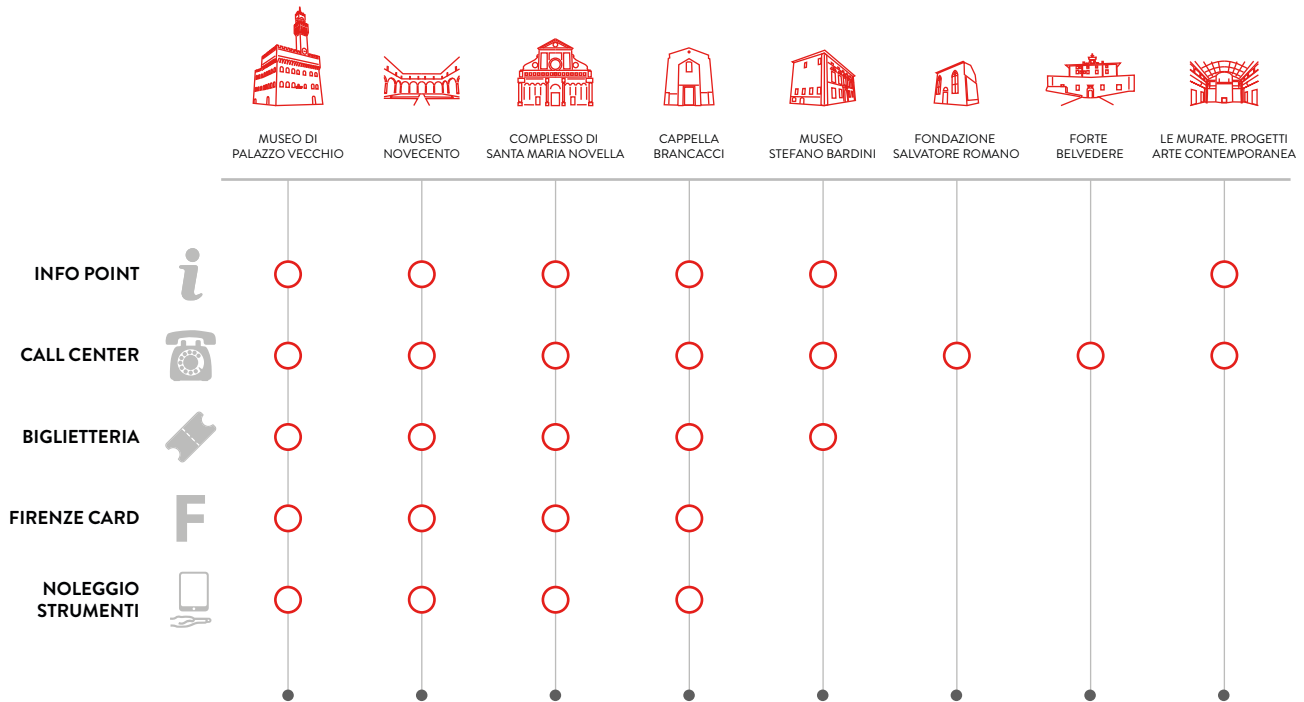 MUSEO DI
PALAZZO VECCHIO
MUSEO
NOVECENTO
COMPLESSO DI
SANTA MARIA NOVELLA
CAPPELLA
BRANCACCI
MUSEO
STEFANO BARDINI
FONDAZIONE
SALVATORE ROMANO
FORTE
BELVEDERE
LE MURATE. PROGETTI
ARTE CONTEMPORANEA
INFO POINT
i
CALL CENTER
BIGLIETTERIA
FIRENZE CARD
F
NOLEGGIO
STRUMENTI